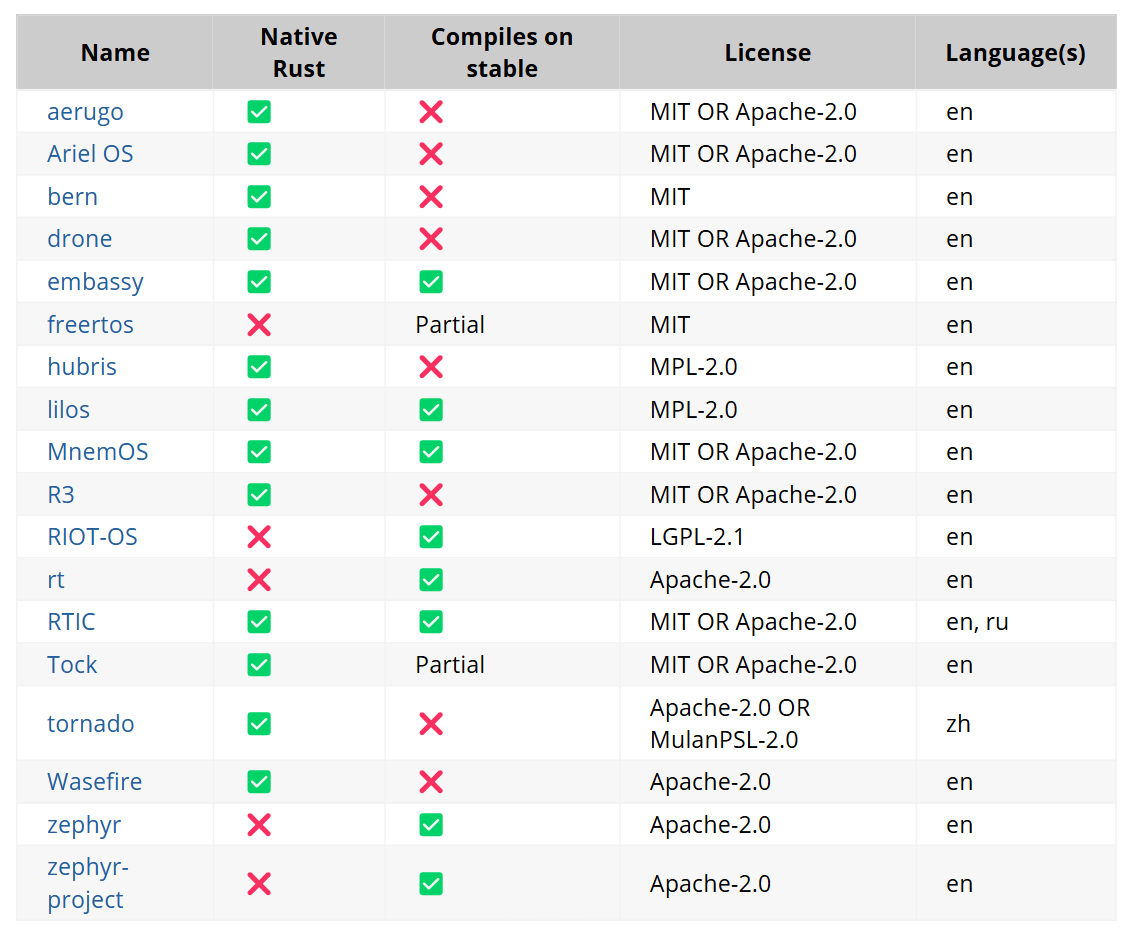 Name Native Rust Compiles on stable License Language(s)
aerugo ✅ ❌ MIT OR Apache-2.0 en
Ariel OS ✅ ❌ MIT OR Apache-2.0 en
bern ✅ ❌ MIT en
drone ✅ ❌ MIT OR Apache-2.0 en
embassy ✅ ✅ MIT OR Apache-2.0 en
freertos ❌ Partial MIT en
hubris ✅ ❌ MPL-2.0 en
lilos ✅ ✅ MPL-2.0 en
MnemOS ✅ ✅ MIT OR Apache-2.0 en
R3 ✅ ❌ MIT OR Apache-2.0 en
RIOT-OS ❌ ✅ LGPL-2.1 en
rt ❌ ✅ Apache-2.0 en
RTIC ✅ ✅ MIT OR Apache-2.0 en, ru
Tock ✅ Partial MIT OR Apache-2.0 en
tornado ✅ ❌ Apache-2.0 OR MulanPSL-2.0 zh
Wasefire ✅ ❌ Apache-2.0 en
zephyr ❌ ✅ Apache-2.0 en
zephyr-project ❌ ✅ Apache-2.0 en